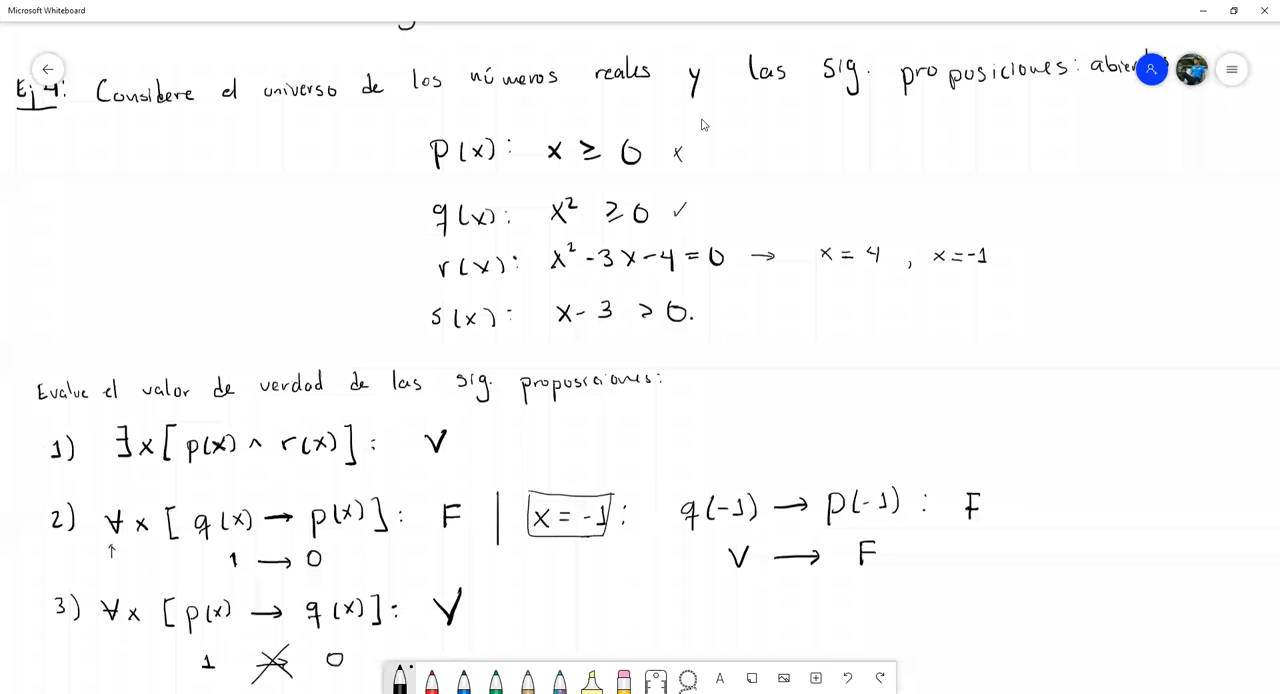 Microsoft Whiteboard
Ej 4: Considere el universo de los números reales y las sig. proposiciones: abier
p(x): x ≥ 0 x
q(x): x² ≥ 0 ✓
r(x): x² - 3x - 4 = 0 → x = 4 , x = -1
s(x): x - 3 > 0.
Evalue el valor de verdad de las sig. proposiciones:
1) ∃x [p(x) ∧ r(x)] : V
2) ∀x [q(x) → p(x)] : F | x = -1 : q(-1) → p(-1) : F
↑ 1 → 0 V → F
3) ∀x [p(x) → q(x)] : V
1 → 0
A